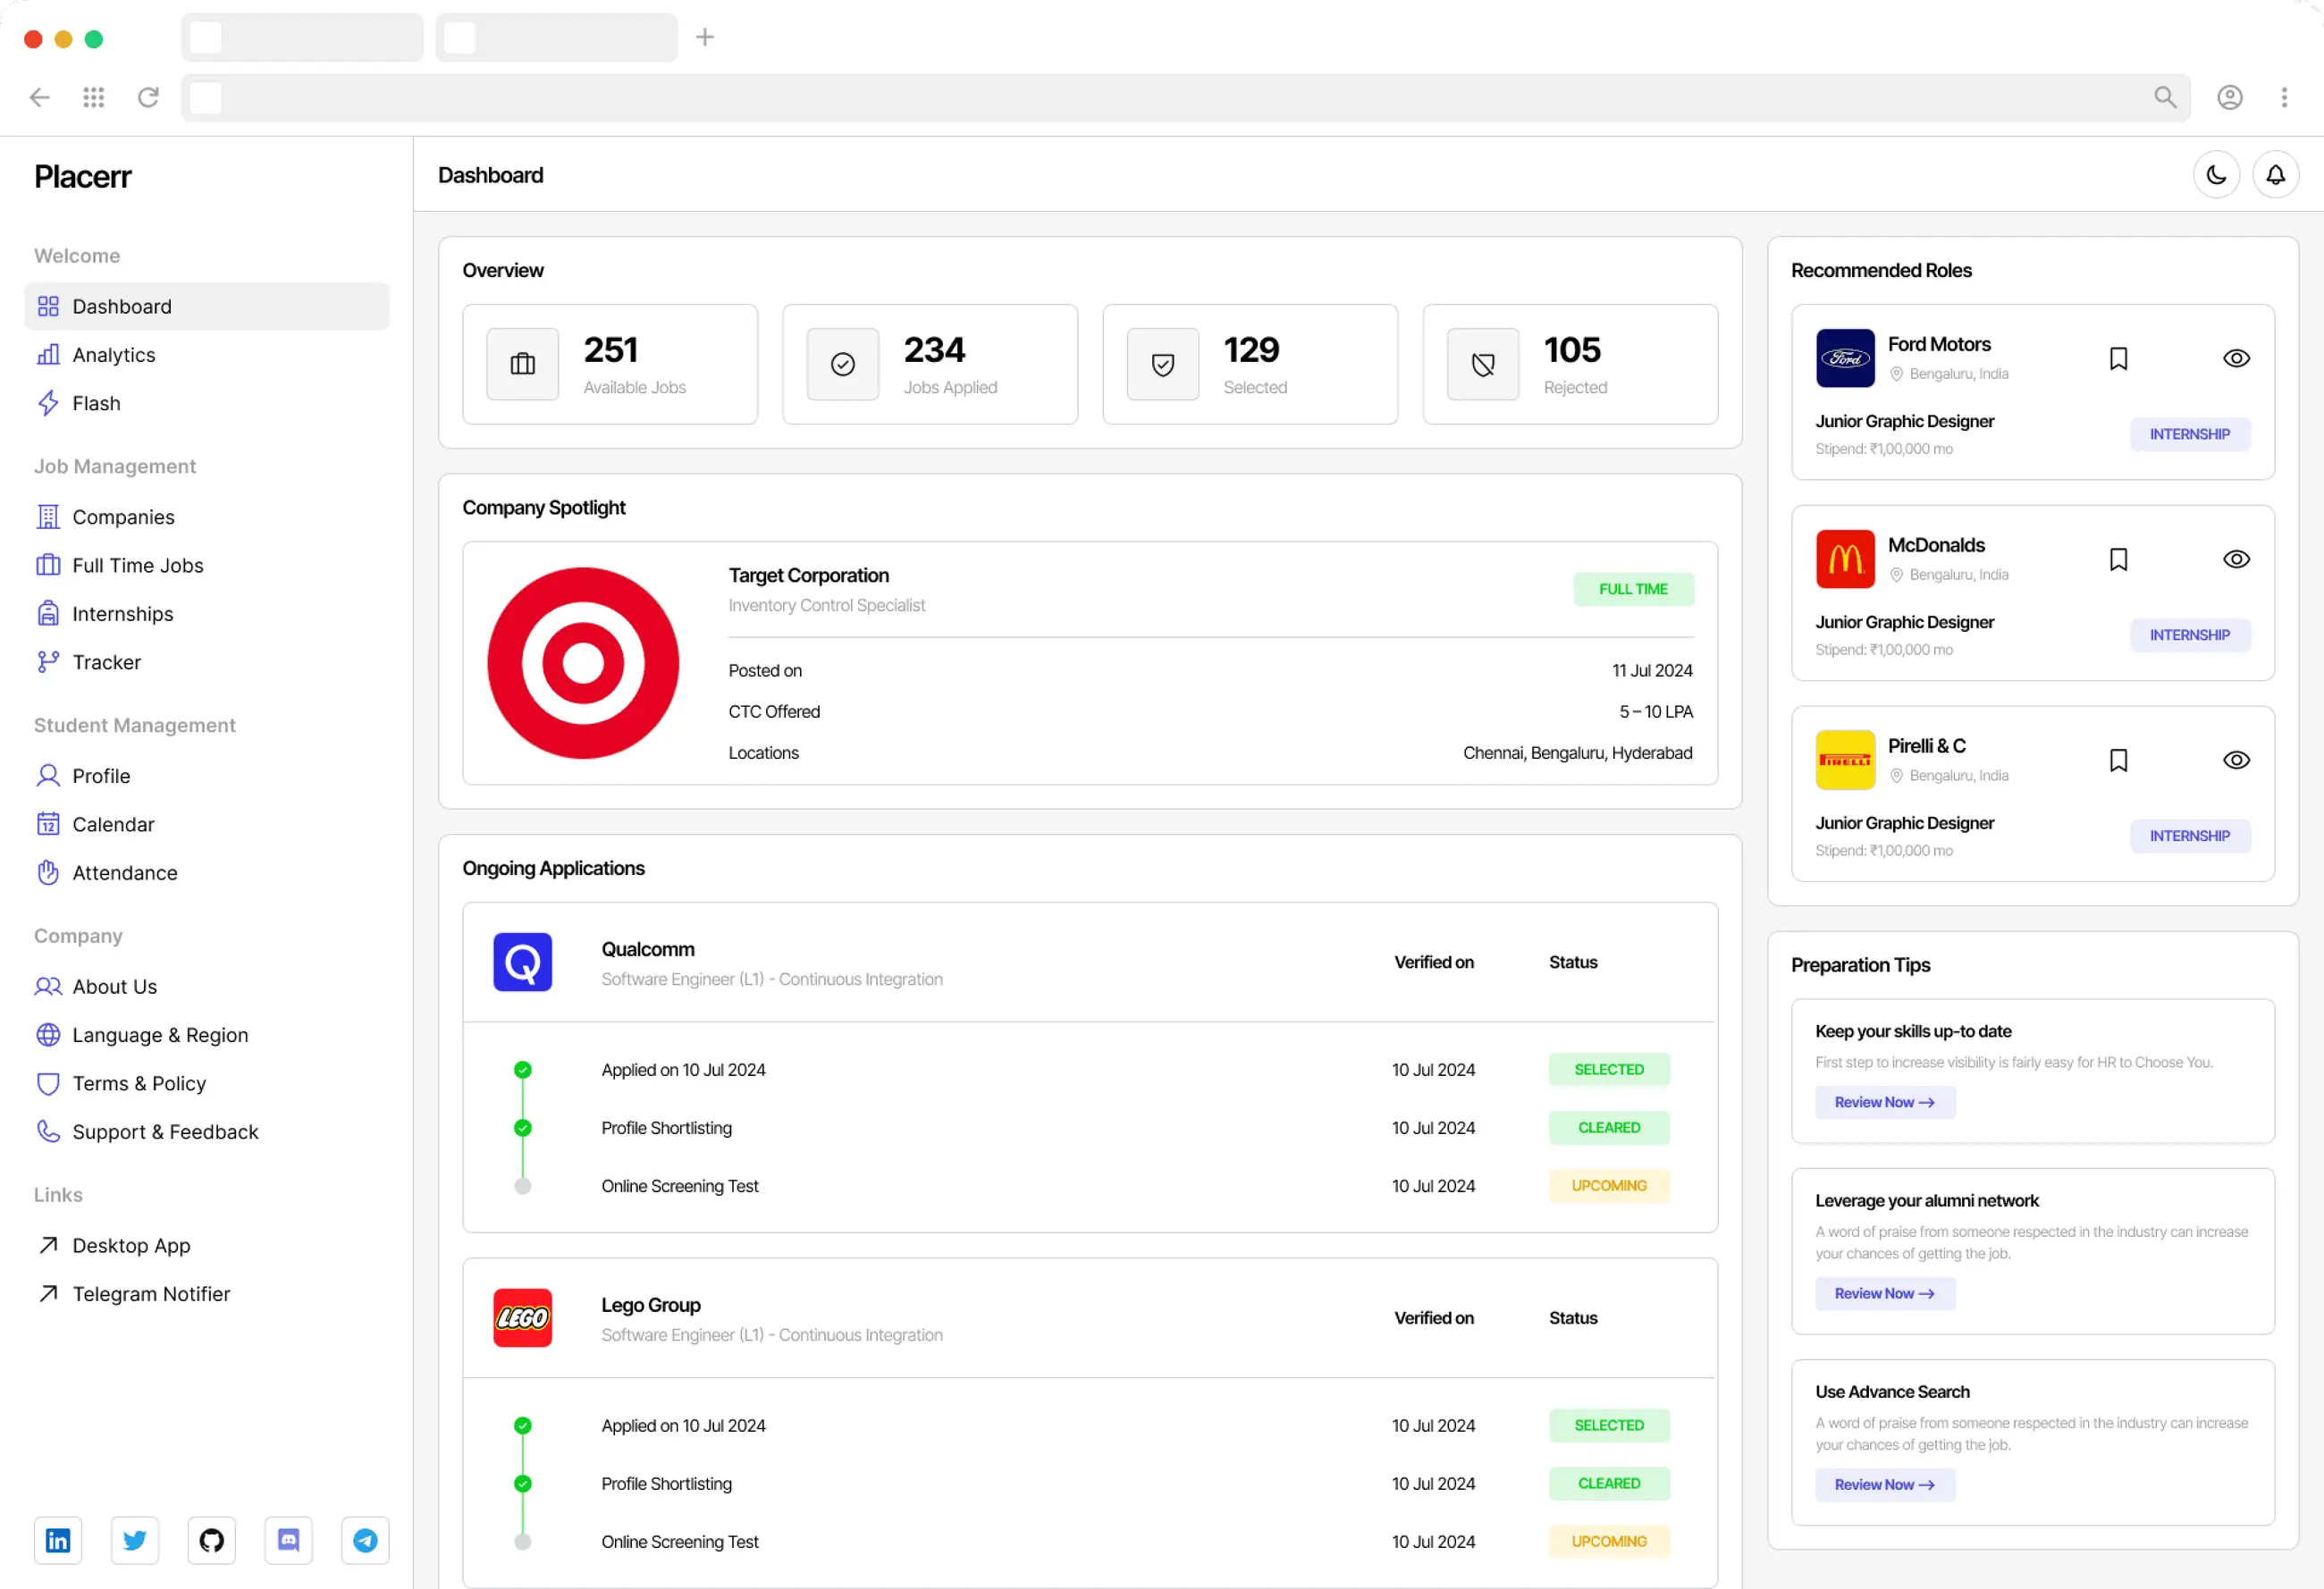 Placerr
Welcome
Dashboard
Analytics
Flash
Job Management
Companies
Full Time Jobs
Internships
Tracker
Student Management
Profile
12
Calendar
Attendance
Company
About Us
Language & Region
Terms & Policy
Support & Feedback
Links
Desktop App
Telegram Notifier
in
Dashboard
Overview
251
Available Jobs
234
Jobs Applied
129
Selected
105
Rejected
Company Spotlight
Target Corporation
Inventory Control Specialist
FULL TIME
Posted on
11 Jul 2024
CTC Offered
5 – 10 LPA
Locations
Chennai, Bengaluru, Hyderabad
Ongoing Applications
Qualcomm
Software Engineer (L1) - Continuous Integration
Verified on
Status
Applied on 10 Jul 2024
10 Jul 2024
SELECTED
Profile Shortlisting
10 Jul 2024
CLEARED
Online Screening Test
10 Jul 2024
UPCOMING
LEGO
Lego Group
Software Engineer (L1) - Continuous Integration
Verified on
Status
Applied on 10 Jul 2024
10 Jul 2024
SELECTED
Profile Shortlisting
10 Jul 2024
CLEARED
Online Screening Test
10 Jul 2024
UPCOMING
Recommended Roles
Ford
Ford Motors
Bengaluru, India
Junior Graphic Designer
Stipend: ₹1,00,000 mo
INTERNSHIP
McDonalds
Bengaluru, India
Junior Graphic Designer
Stipend: ₹1,00,000 mo
INTERNSHIP
PIRELLI
Pirelli & C
Bengaluru, India
Junior Graphic Designer
Stipend: ₹1,00,000 mo
INTERNSHIP
Preparation Tips
Keep your skills up-to date
First step to increase visibility is fairly easy for HR to Choose You.
Review Now →
Leverage your alumni network
A word of praise from someone respected in the industry can increase
your chances of getting the job.
Review Now →
Use Advance Search
A word of praise from someone respected in the industry can increase
your chances of getting the job.
Review Now →